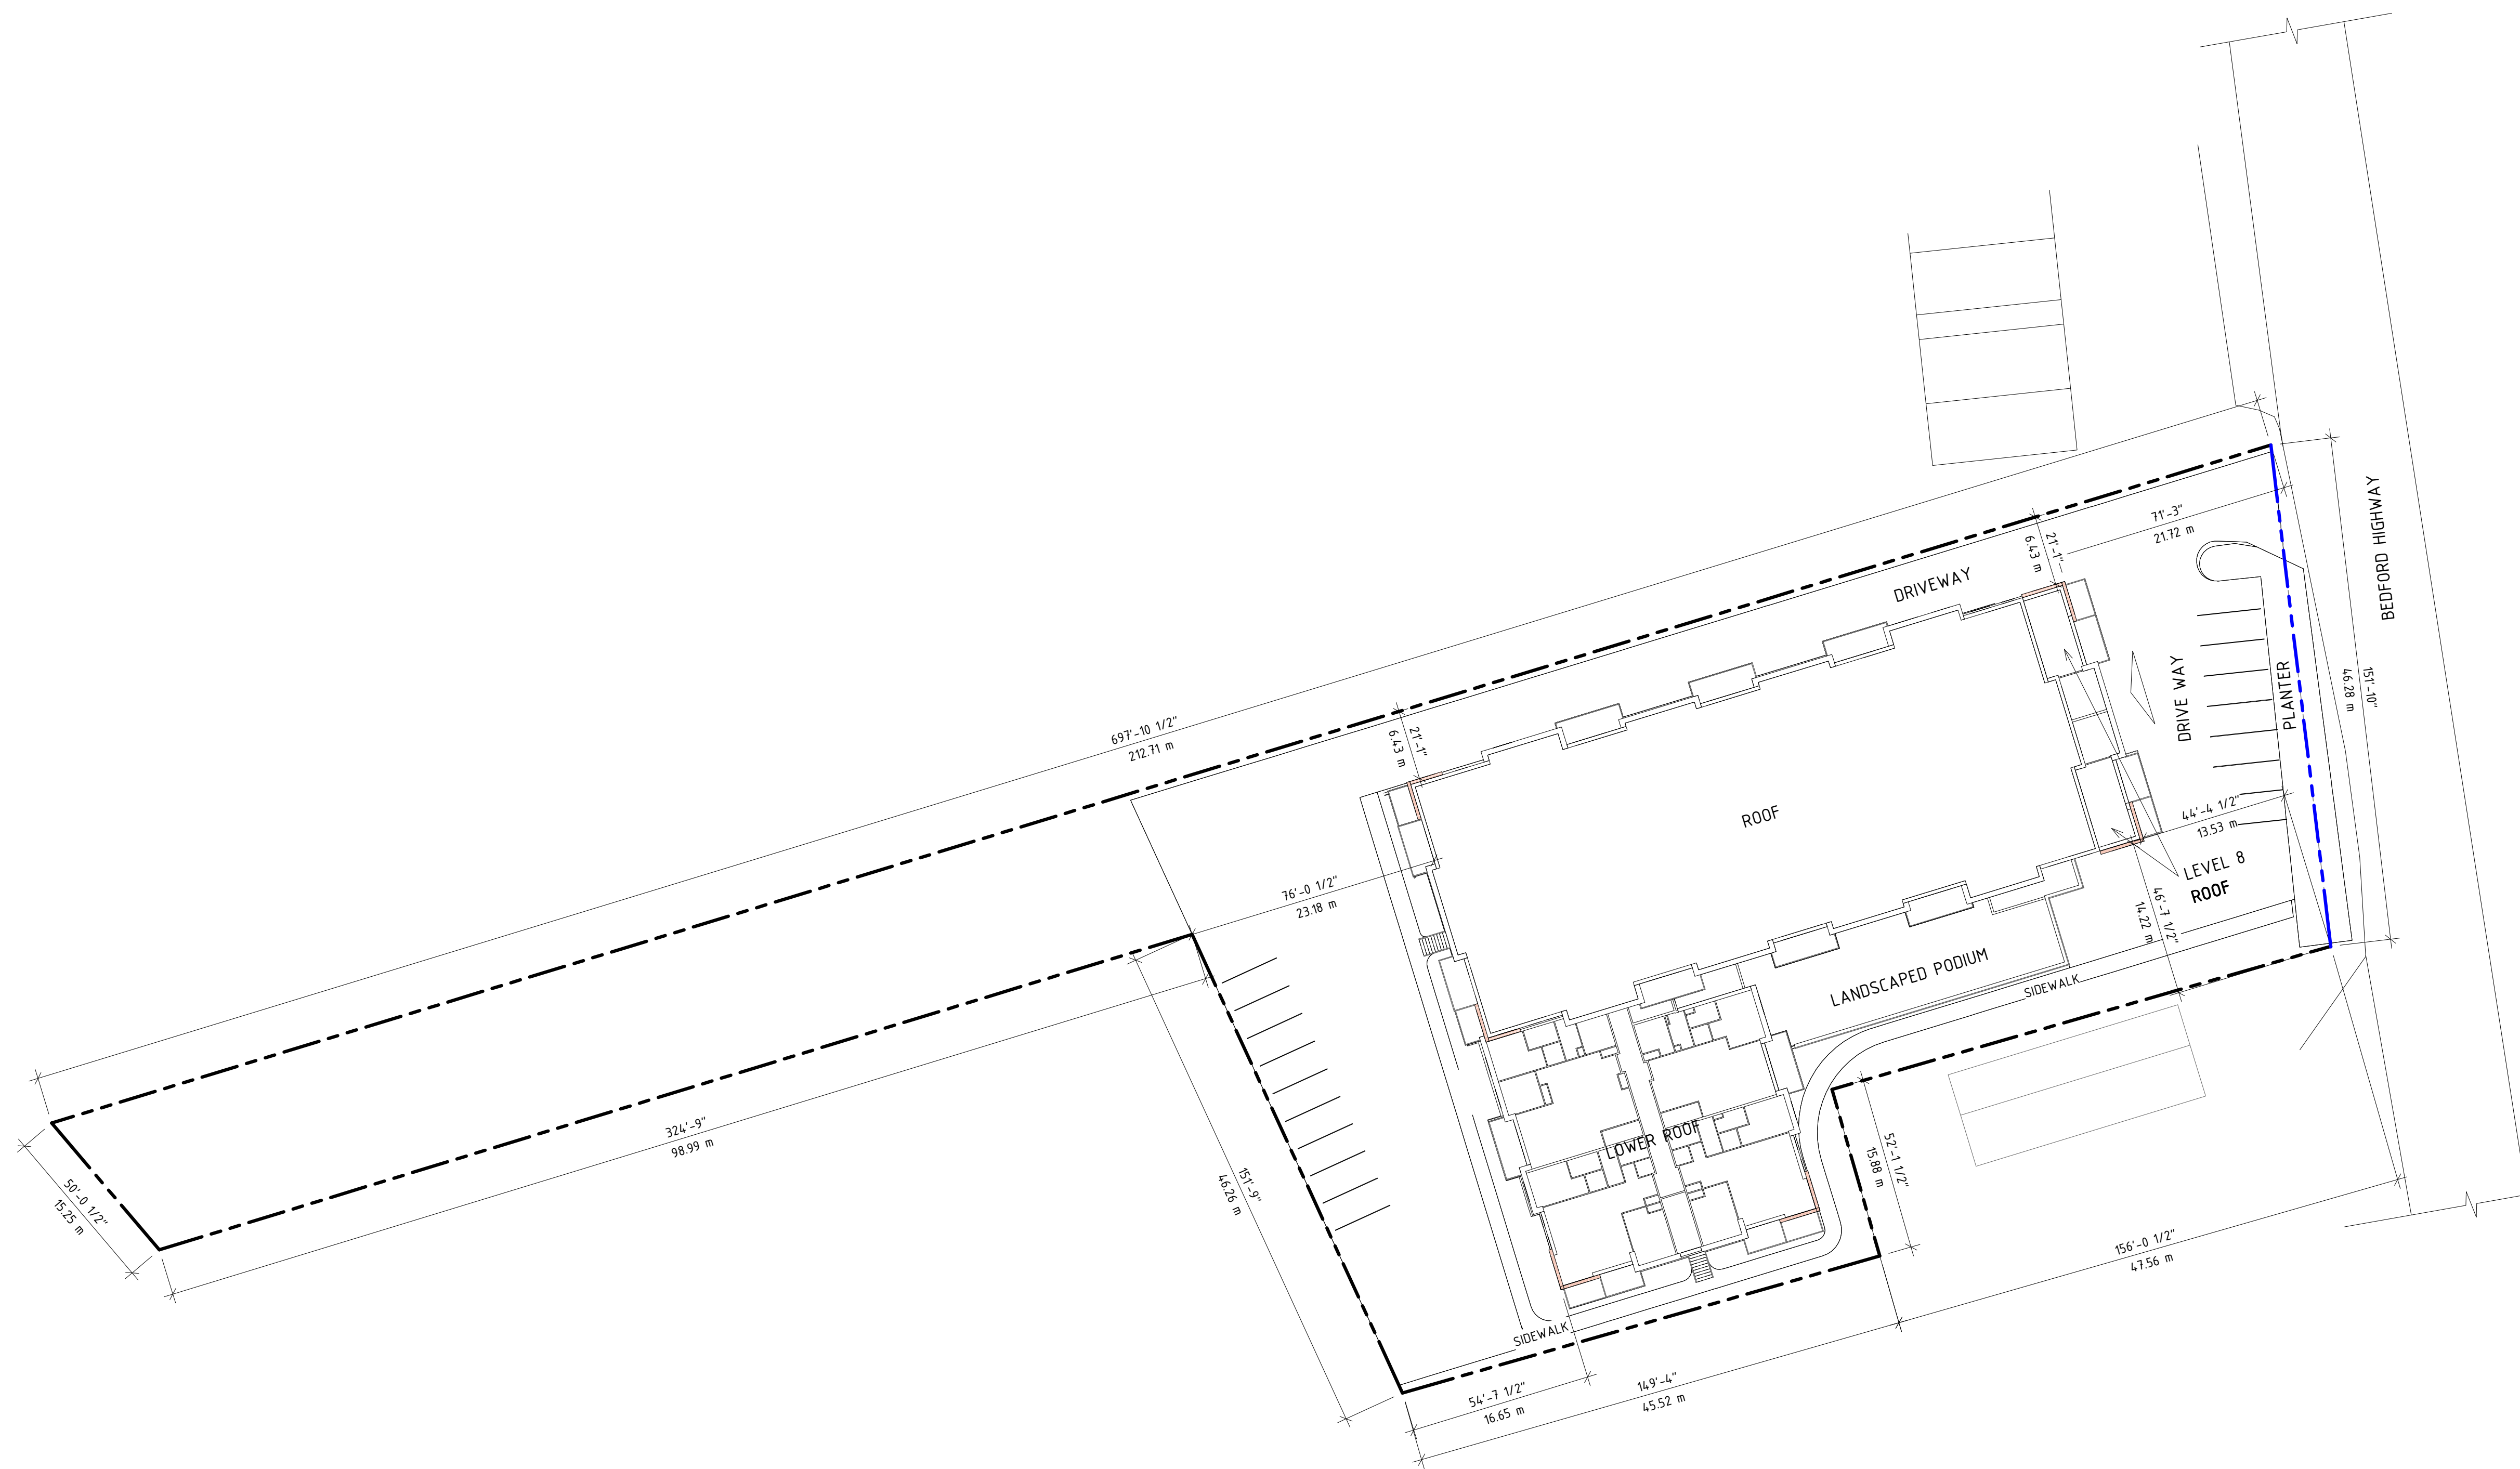 BEDFORD HIGHWAY
71'-3"
21.72 m
21'-1"
6.43 m
DRIVEWAY
151'-10"
46.28 m
DRIVE WAY
PLANTER
697'-10 1/2"
212.71 m
21'-1"
6.43 m
ROOF
44'-4 1/2"
13.53 m
LEVEL 8
ROOF
76'-0 1/2"
23.18 m
46'-7 1/2"
14.22 m
LANDSCAPED PODIUM
SIDEWALK
324'-9"
98.99 m
LOWER ROOF
52'-1 1/2"
15.88 m
50'-0 1/2"
15.25 m
151'-9"
46.26 m
156'-0 1/2"
47.56 m
SIDEWALK
54'-7 1/2"
16.65 m
149'-4"
45.52 m